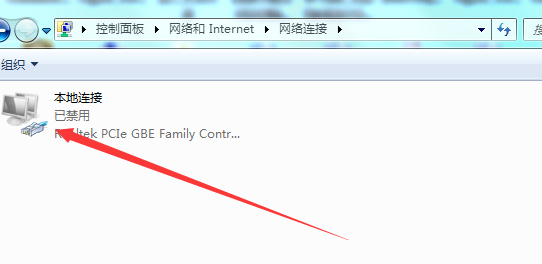 控制面板 ▸ 网络和 Internet ▸ 网络连接 ▸
组织
本地连接
已禁用
Realtek PCIe GBE Family Contr...